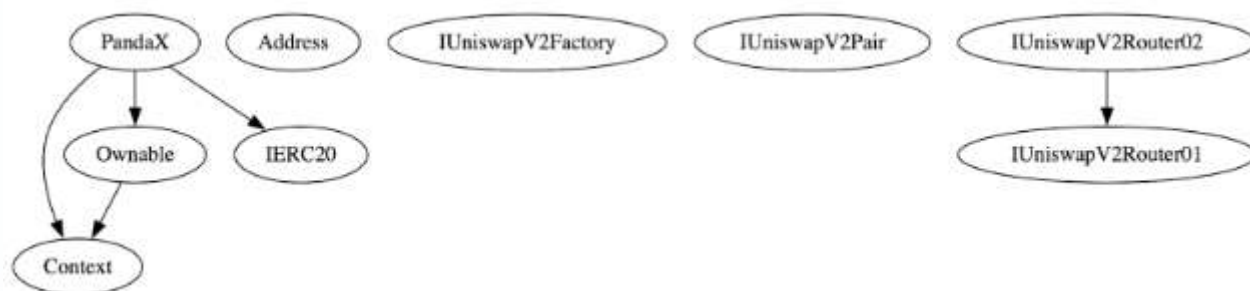 PandaX
Address
IUniswapV2Factory
IUniswapV2Pair
IUniswapV2Router02
Ownable
IERC20
IUniswapV2Router01
Context